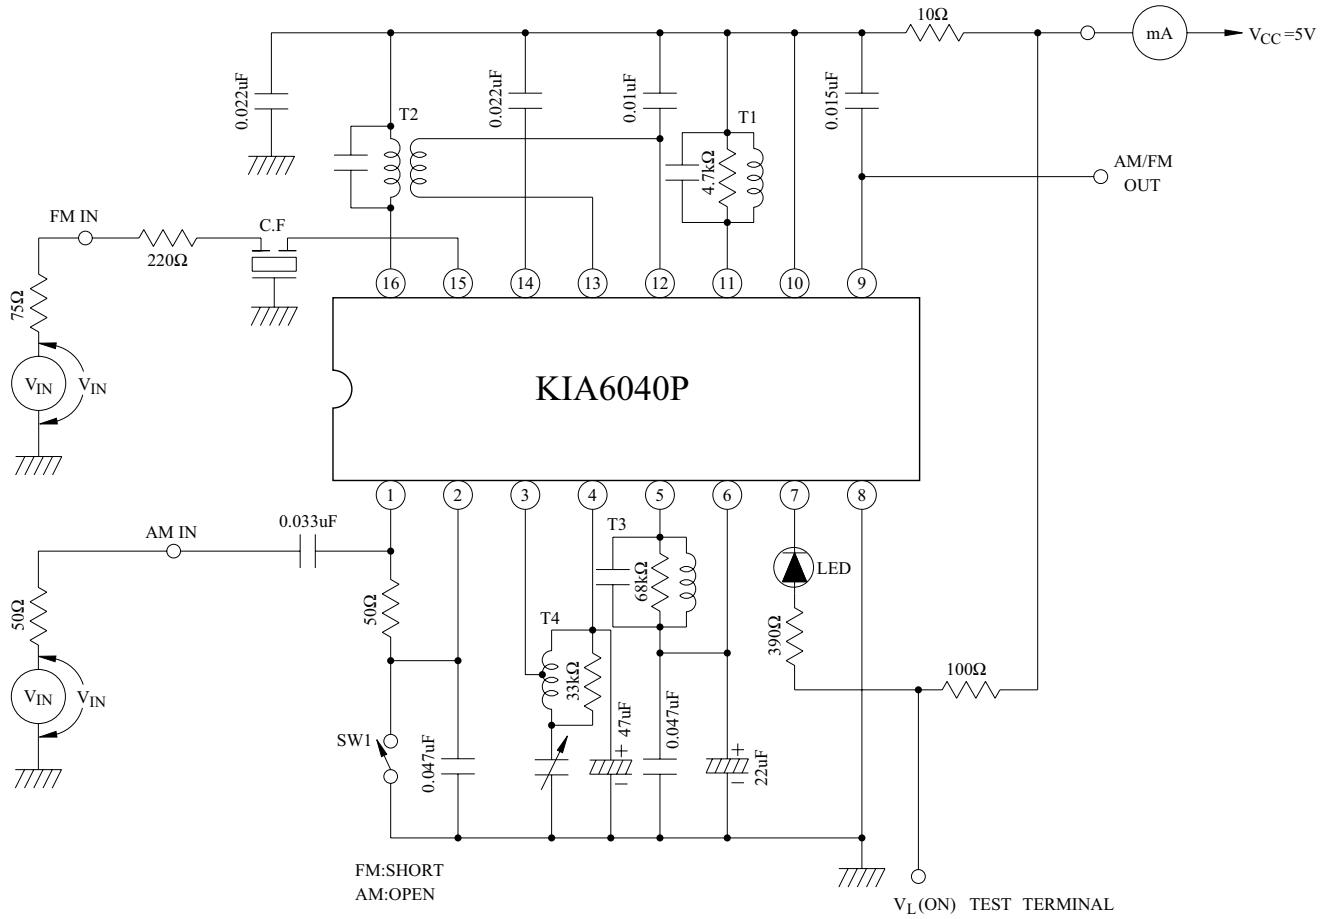 10Ω
mA
V_CC=5V
0.022uF
T2
0.022uF
0.01uF
T1
4.7kΩ
0.015uF
AM/FM
OUT
FM IN
220Ω
C.F
75Ω
V_IN
V_IN
16
15
14
13
12
11
10
9
KIA6040P
1
2
3
4
5
6
7
8
AM IN
0.033uF
50Ω
V_IN
V_IN
50Ω
SW1
0.047uF
T4
33kΩ
+
47uF
−
T3
68kΩ
0.047uF
+
22uF
−
LED
390Ω
100Ω
FM:SHORT
AM:OPEN
V_L(ON) TEST TERMINAL